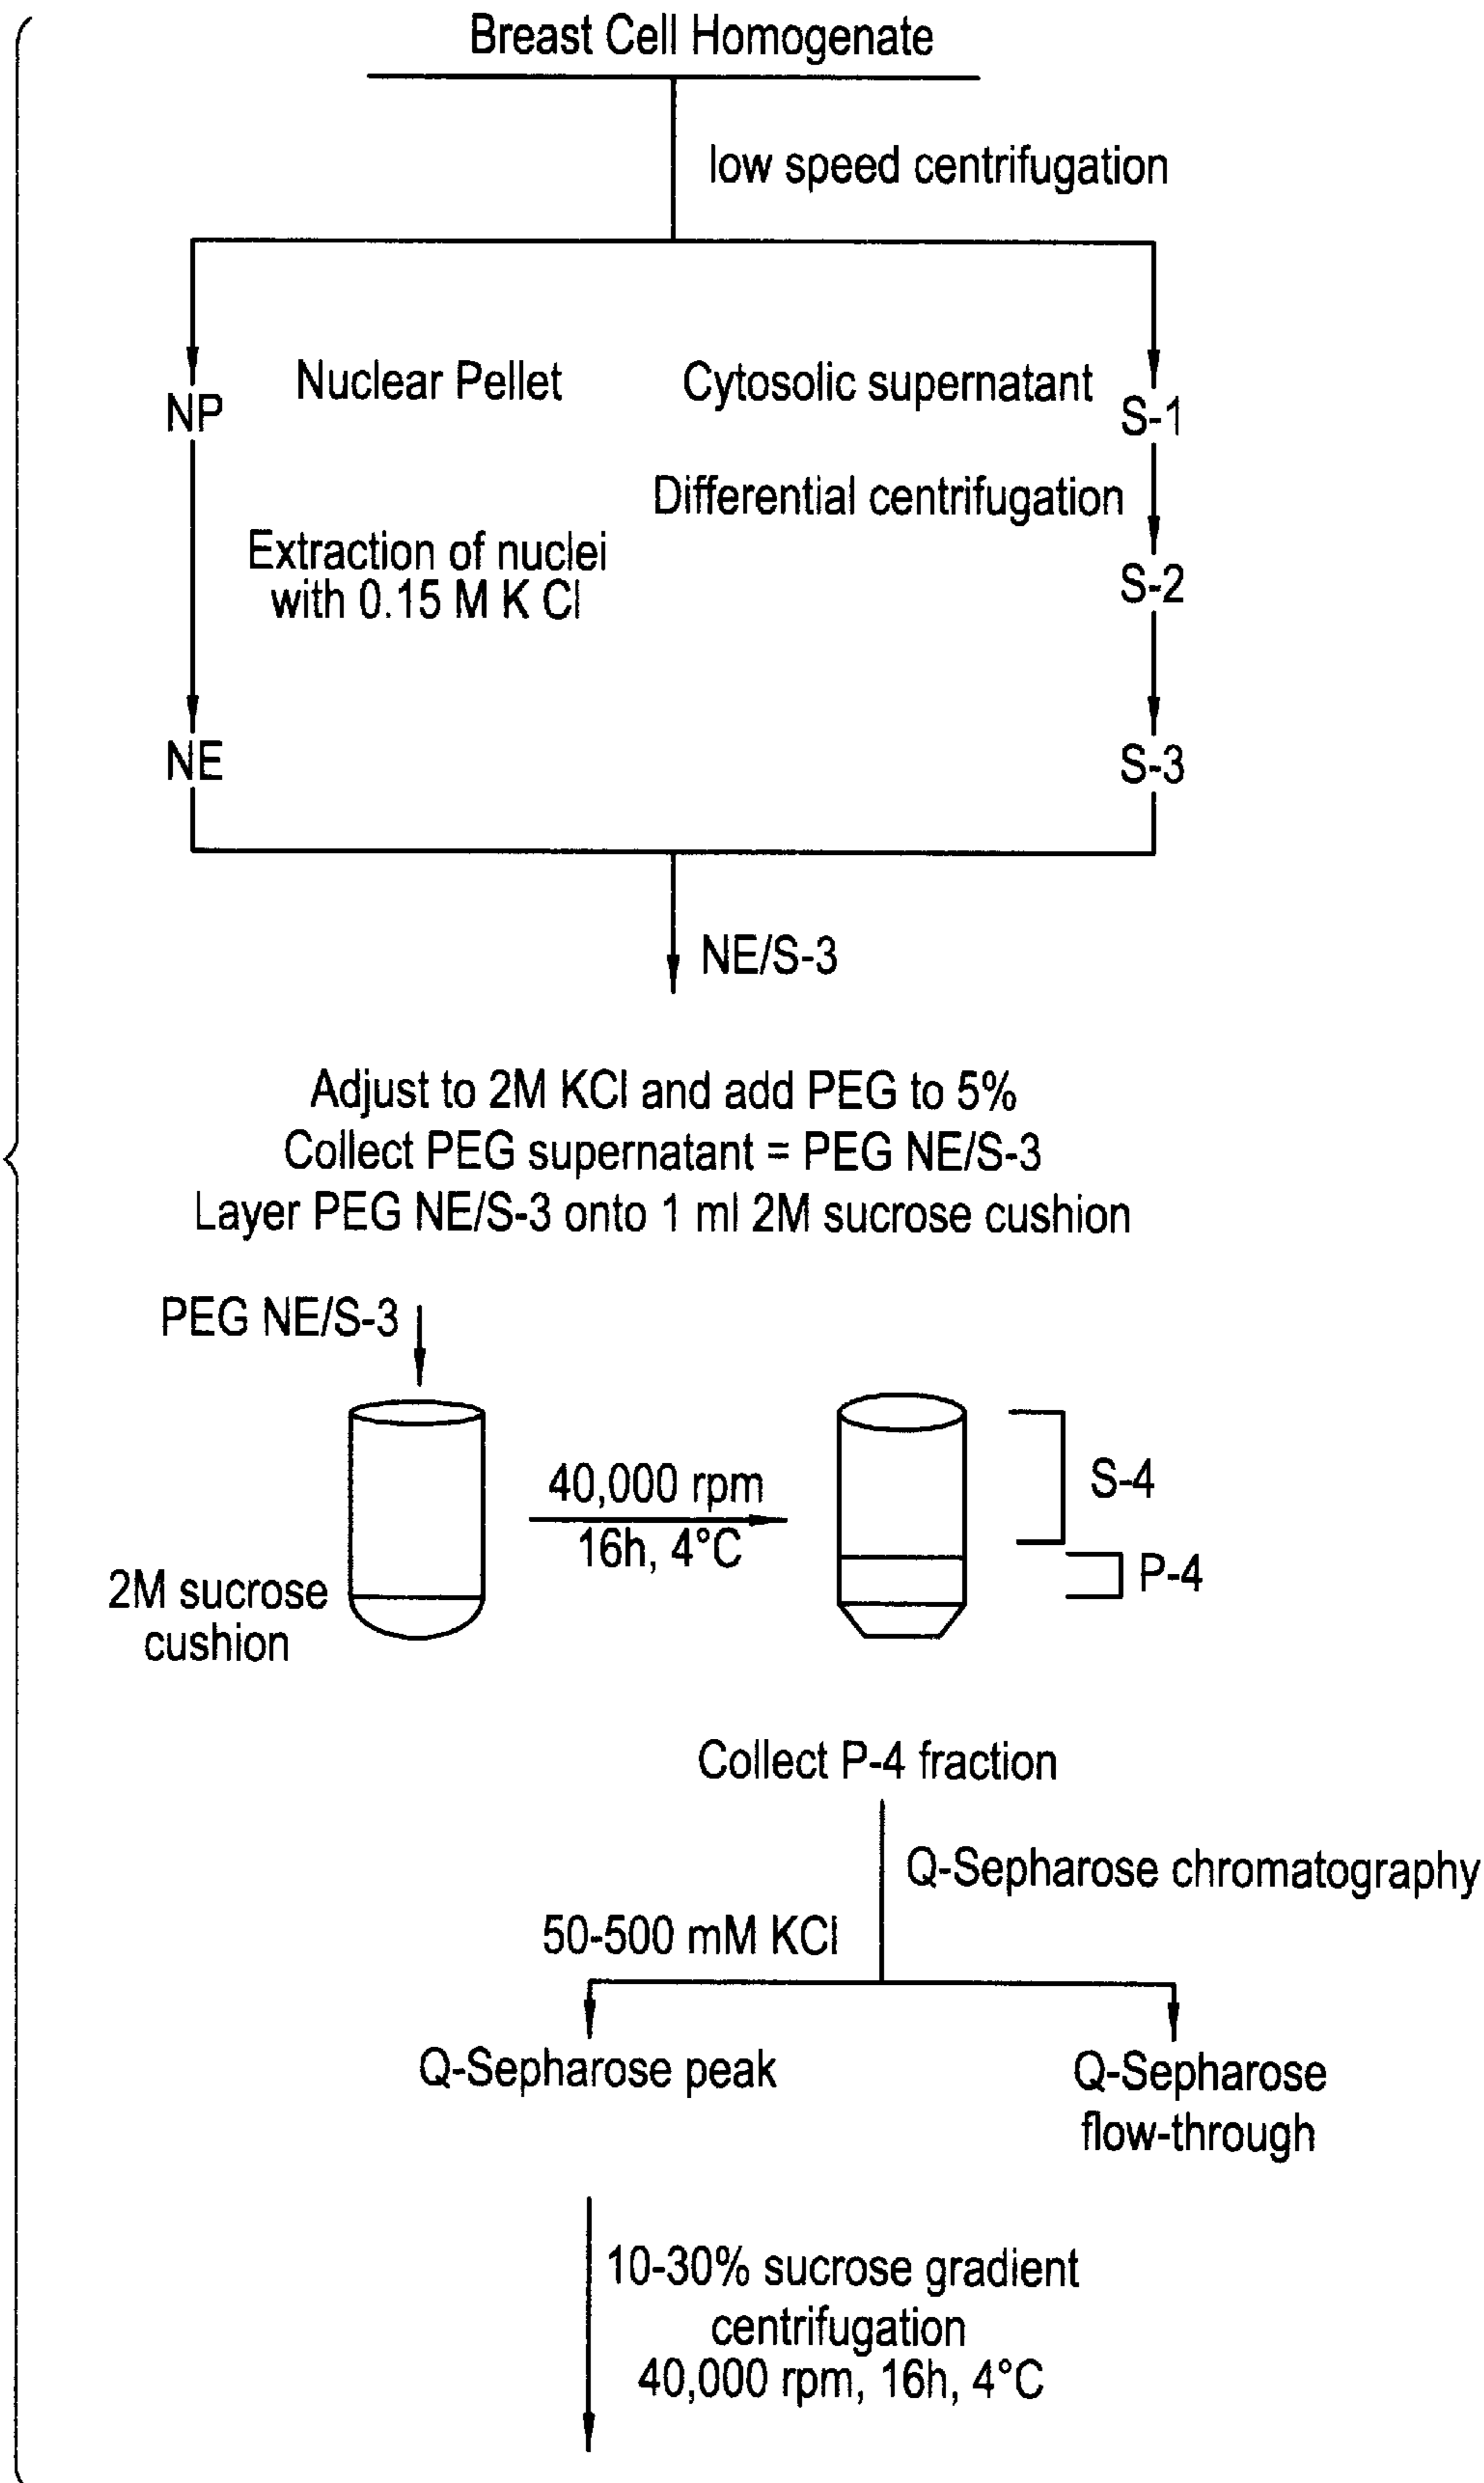 Breast Cell Homogenate
low speed centrifugation
Nuclear Pellet
Cytosolic supernatant
NP
S-1
Differential centrifugation
Extraction of nuclei
with 0.15 M K Cl
S-2
NE
S-3
NE/S-3
Adjust to 2M KCl and add PEG to 5%
Collect PEG supernatant = PEG NE/S-3
Layer PEG NE/S-3 onto 1 ml 2M sucrose cushion
PEG NE/S-3
40,000 rpm
16h, 4°C
S-4
P-4
2M sucrose
cushion
Collect P-4 fraction
Q-Sepharose chromatography
50-500 mM KCl
Q-Sepharose peak
Q-Sepharose
flow-through
10-30% sucrose gradient
centrifugation
40,000 rpm, 16h, 4°C